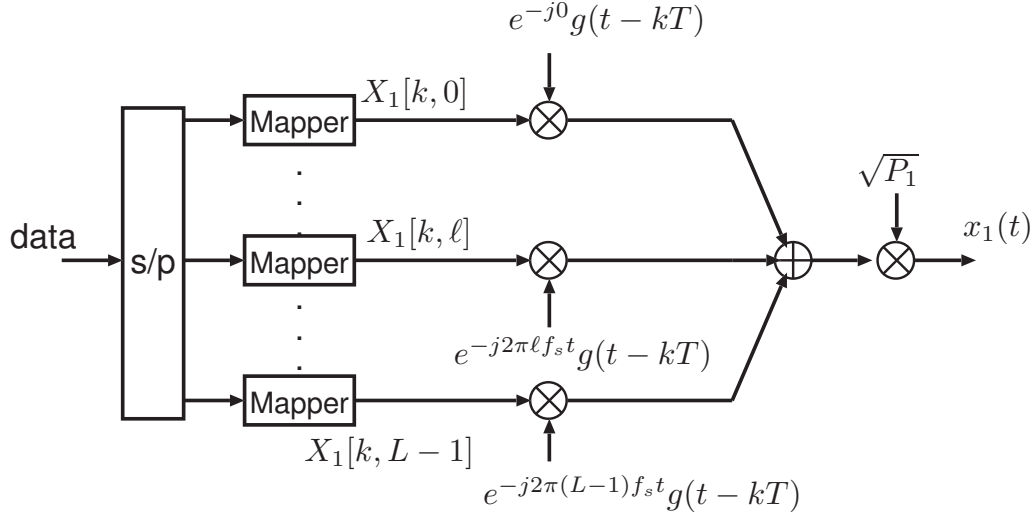 e^{-j0}g(t − kT)
X_1[k, 0]
Mapper
√P_1
data
s/p
X_1[k, ℓ]
Mapper
x_1(t)
e^{-j2πℓf_s t}g(t − kT)
Mapper
X_1[k, L − 1]
e^{-j2π(L−1)f_s t}g(t − kT)